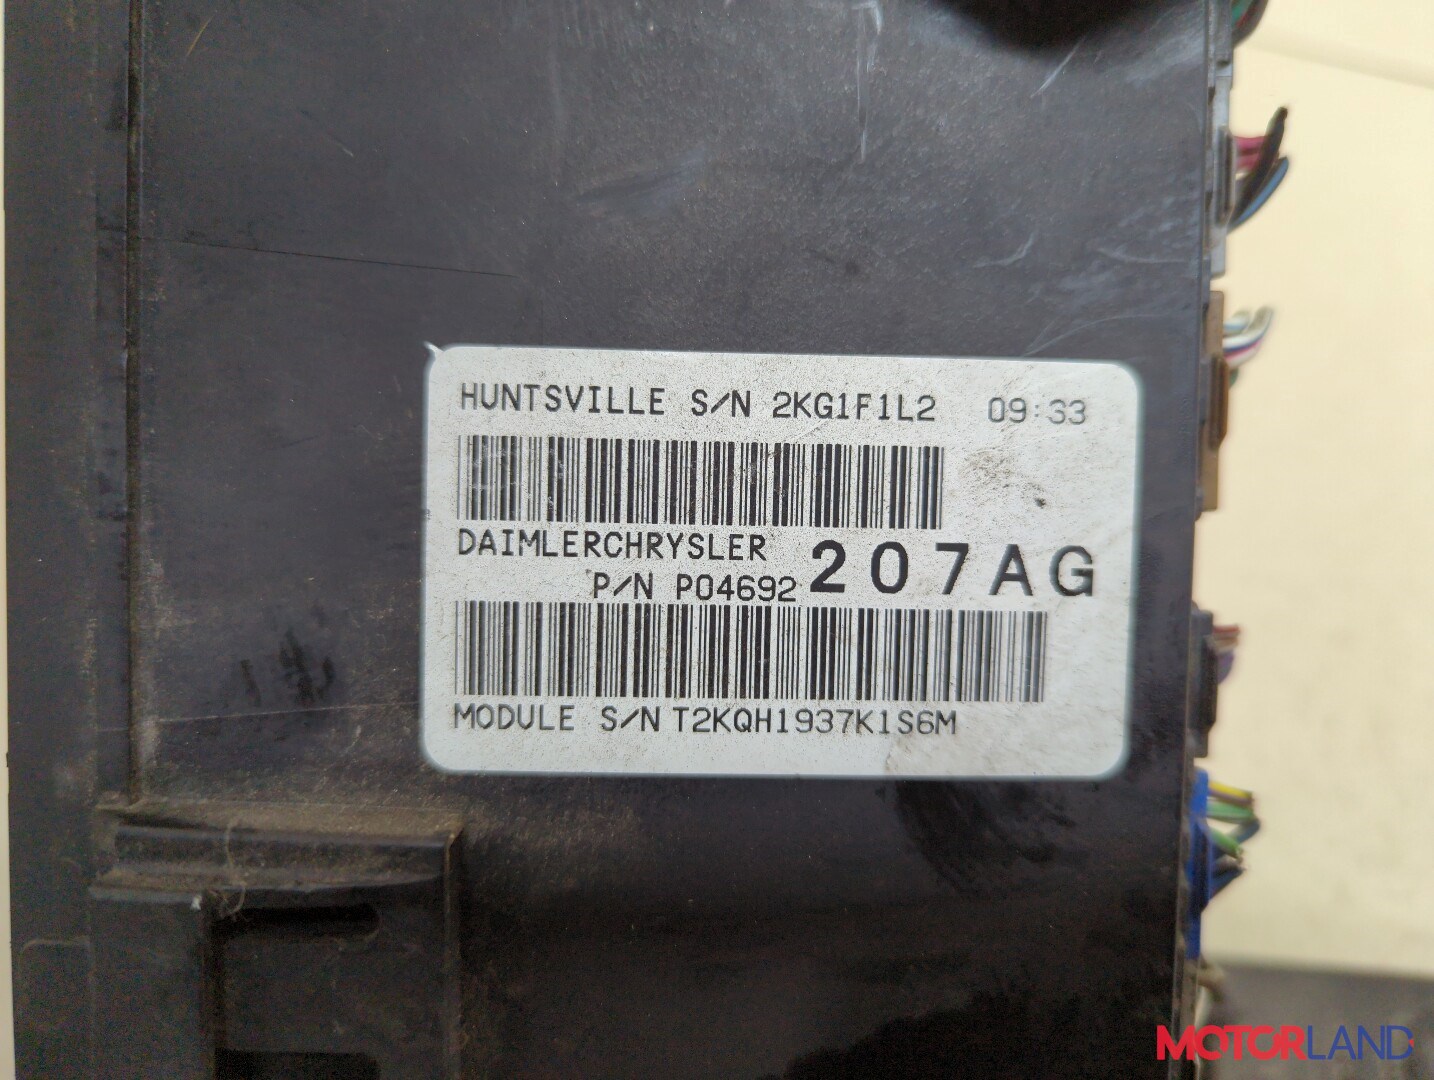 HUNTSVILLE S/N 2KG1F1L2 09:33
DAIMLERCHRYSLER
P/N P04692 207AG
MODULE S/N T2KQH1937K1S6M
MOTORLAND